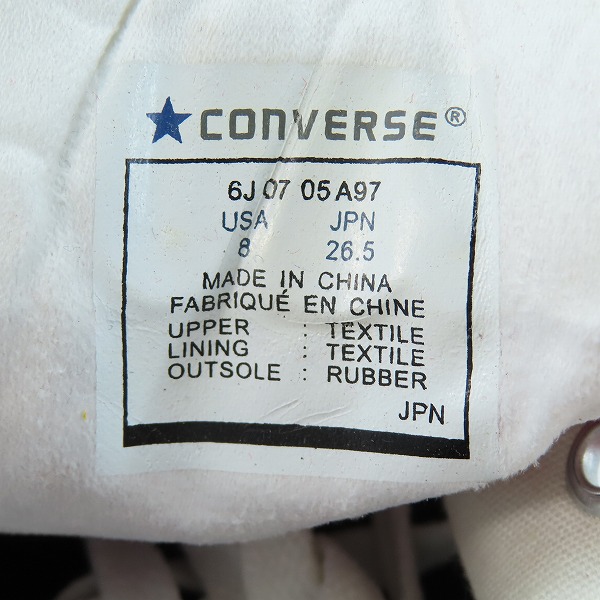 CONVERSE®
6J 07 05 A97
USA JPN
8 26.5
MADE IN CHINA
FABRIQUÉ EN CHINE
UPPER : TEXTILE
LINING : TEXTILE
OUTSOLE : RUBBER
JPN